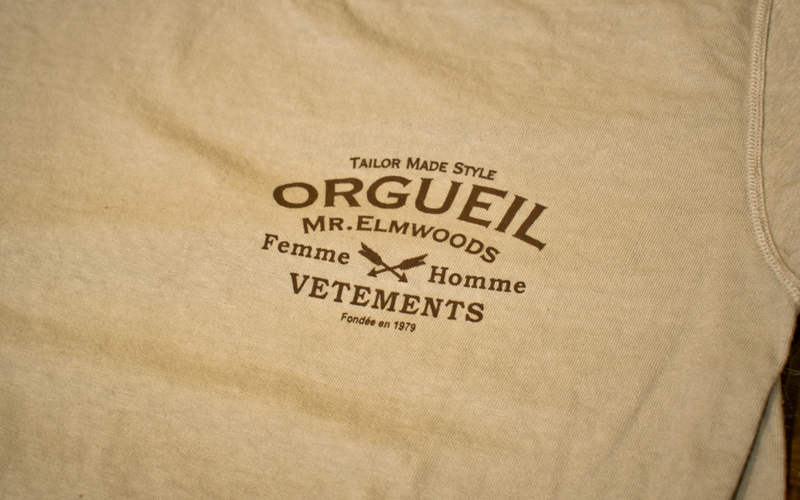 TAILOR MADE STYLE
ORGUEIL
MR. ELMWOODS
Femme Homme
VETEMENTS
Fondée en 1979